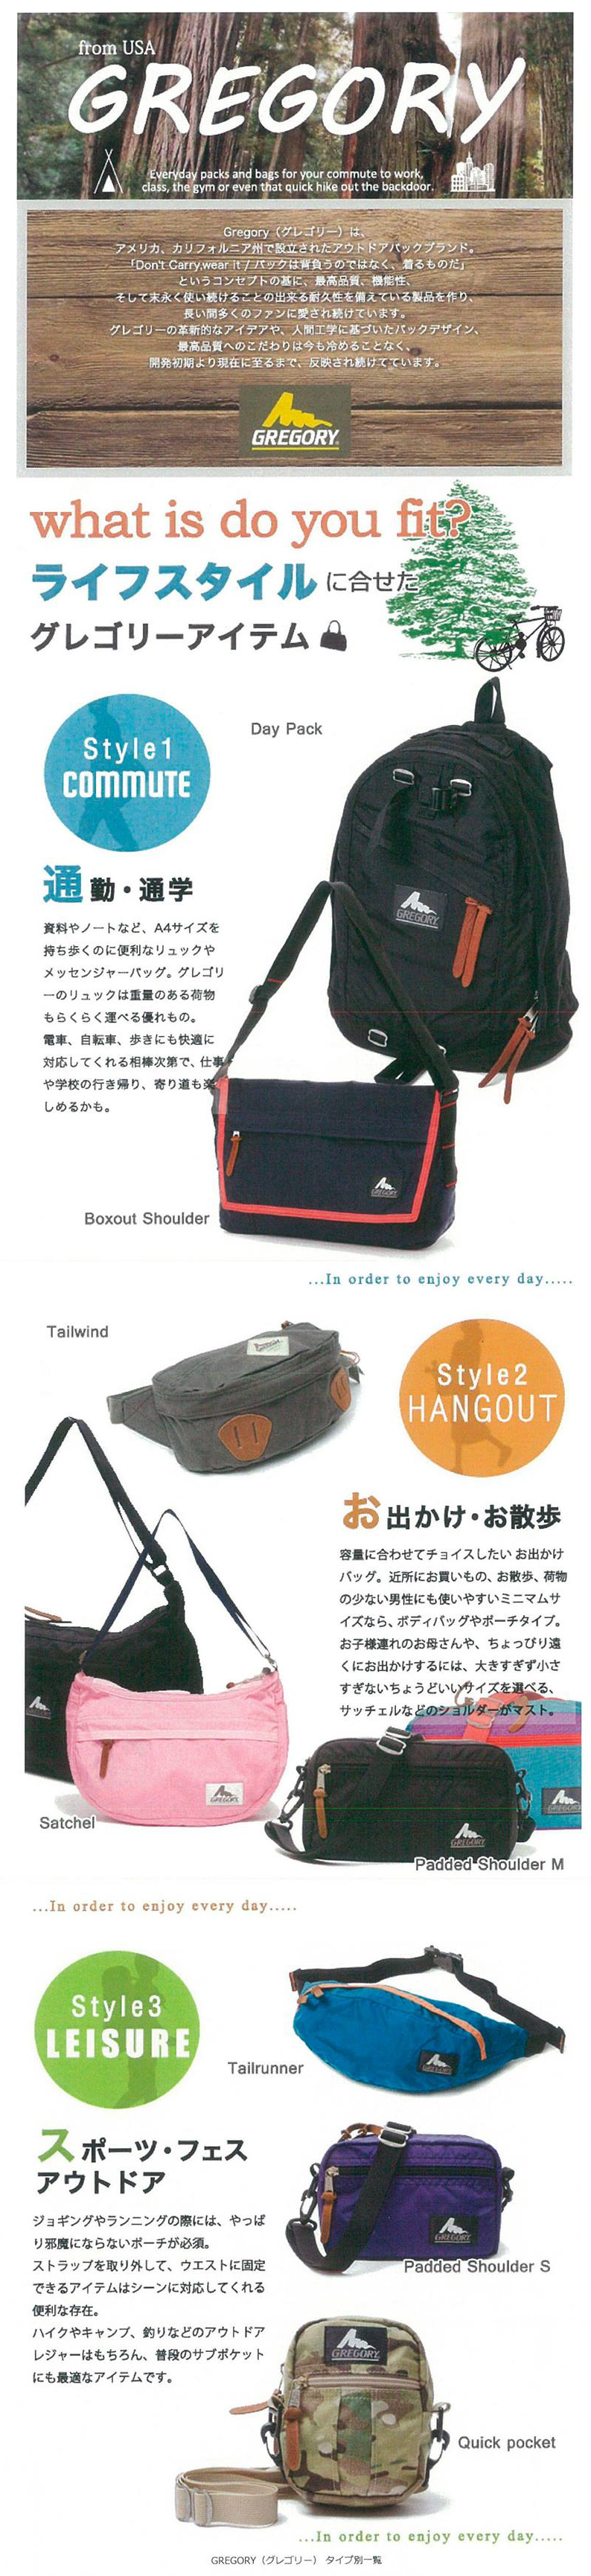 from USA
GREGORY
Everyday packs and bags for your commute to work,
class, the gym or even that quick hike out the backdoor.
Gregory（グレゴリー）は、
アメリカ、カリフォルニア州で設立されたアウトドアバックブランド。
「Don't Carry,wear it / バックは背負うのではなく、着るものだ」
というコンセプトの基に、最高品質、機能性、
そして末永く使い続けることの出来る耐久性を備えている製品を作り、
長い間多くのファンに愛され続けています。
グレゴリーの革新的なアイデアや、人間工学に基づいたバックデザイン、
最高品質へのこだわりは今も冷めることなく、
開発初期より現在に至るまで、反映され続けてています。
GREGORY
what is do you fit?
ライフスタイルに合せた
グレゴリーアイテム
Day Pack
Style1
COMMUTE
GREGORY
通勤・通学
資料やノートなど、A4サイズを
持ち歩くのに便利なリュックや
メッセンジャーバッグ。グレゴリ
ーのリュックは重量のある荷物
もらくらく運べる優れもの。
電車、自転車、歩きにも快適に
対応してくれる相棒次第で、仕事
や学校の行き帰り、寄り道も楽
しめるかも。
GREGORY
Boxout Shoulder
...In order to enjoy every day.....
Tailwind
Style2
HANGOUT
お出かけ・お散歩
容量に合わせてチョイスしたい お出かけ
バッグ。近所にお買いもの、お散歩、荷物
の少ない男性にも使いやすいミニマムサ
イズなら、ボディバッグやポーチタイプ。
お子様連れのお母さんや、ちょっぴり遠
くにお出かけするには、大きすぎず小さ
すぎないちょうどいいサイズを選べる、
サッチェルなどのショルダーがマスト。
GREGORY
GREGORY
GREGORY
Satchel
Padded Shoulder M
...In order to enjoy every day.....
Style3
LEISURE
Tailrunner
GREGORY
スポーツ・フェス
アウトドア
ジョギングやランニングの際には、やっぱ
り邪魔にならないポーチが必須。
ストラップを取り外して、ウエストに固定
できるアイテムはシーンに対応してくれる
便利な存在。
ハイクやキャンプ、釣りなどのアウトドア
レジャーはもちろん、普段のサブポケット
にも最適なアイテムです。
GREGORY
Padded Shoulder S
GREGORY
Quick pocket
...In order to enjoy every day.....
GREGORY（グレゴリー） タイプ別一覧